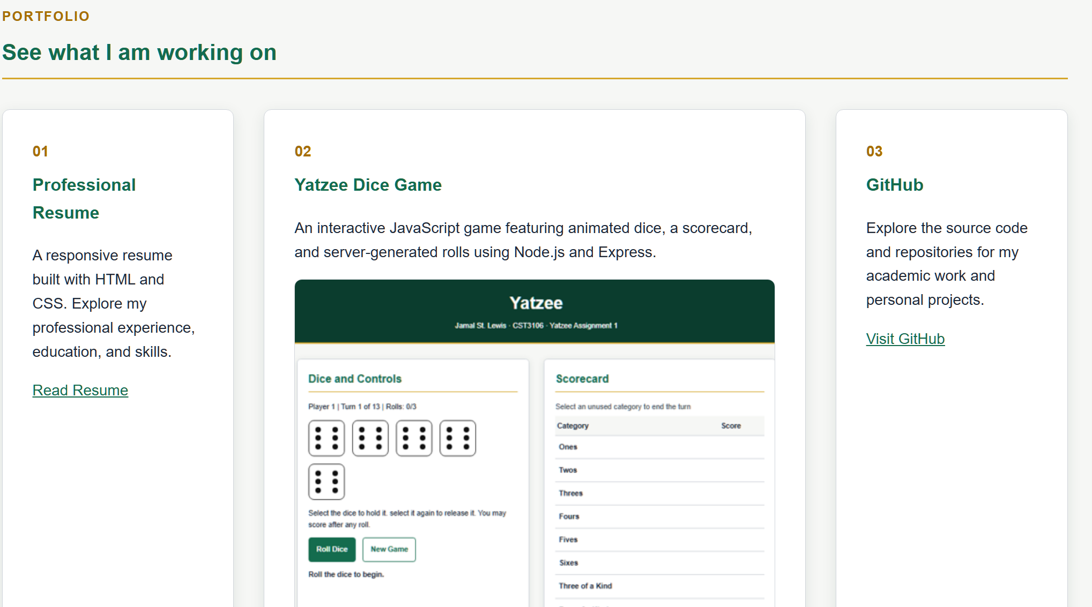 PORTFOLIO
See what I am working on
01
Professional
Resume
A responsive resume
built with HTML and
CSS. Explore my
professional experience,
education, and skills.
Read Resume
02
Yatzee Dice Game
An interactive JavaScript game featuring animated dice, a scorecard,
and server-generated rolls using Node.js and Express.
Yatzee
Jamal St. Lewis · CST3106 · Yatzee Assignment 1
Dice and Controls
Player 1 | Turn 1 of 13 | Rolls: 0/3
Select the dice to hold it. select it again to release it. You may
score after any roll.
Roll Dice New Game
Roll the dice to begin.
Scorecard
Select an unused category to end the turn
Category Score
Ones
Twos
Threes
Fours
Fives
Sixes
Three of a Kind
03
GitHub
Explore the source code
and repositories for my
academic work and
personal projects.
Visit GitHub